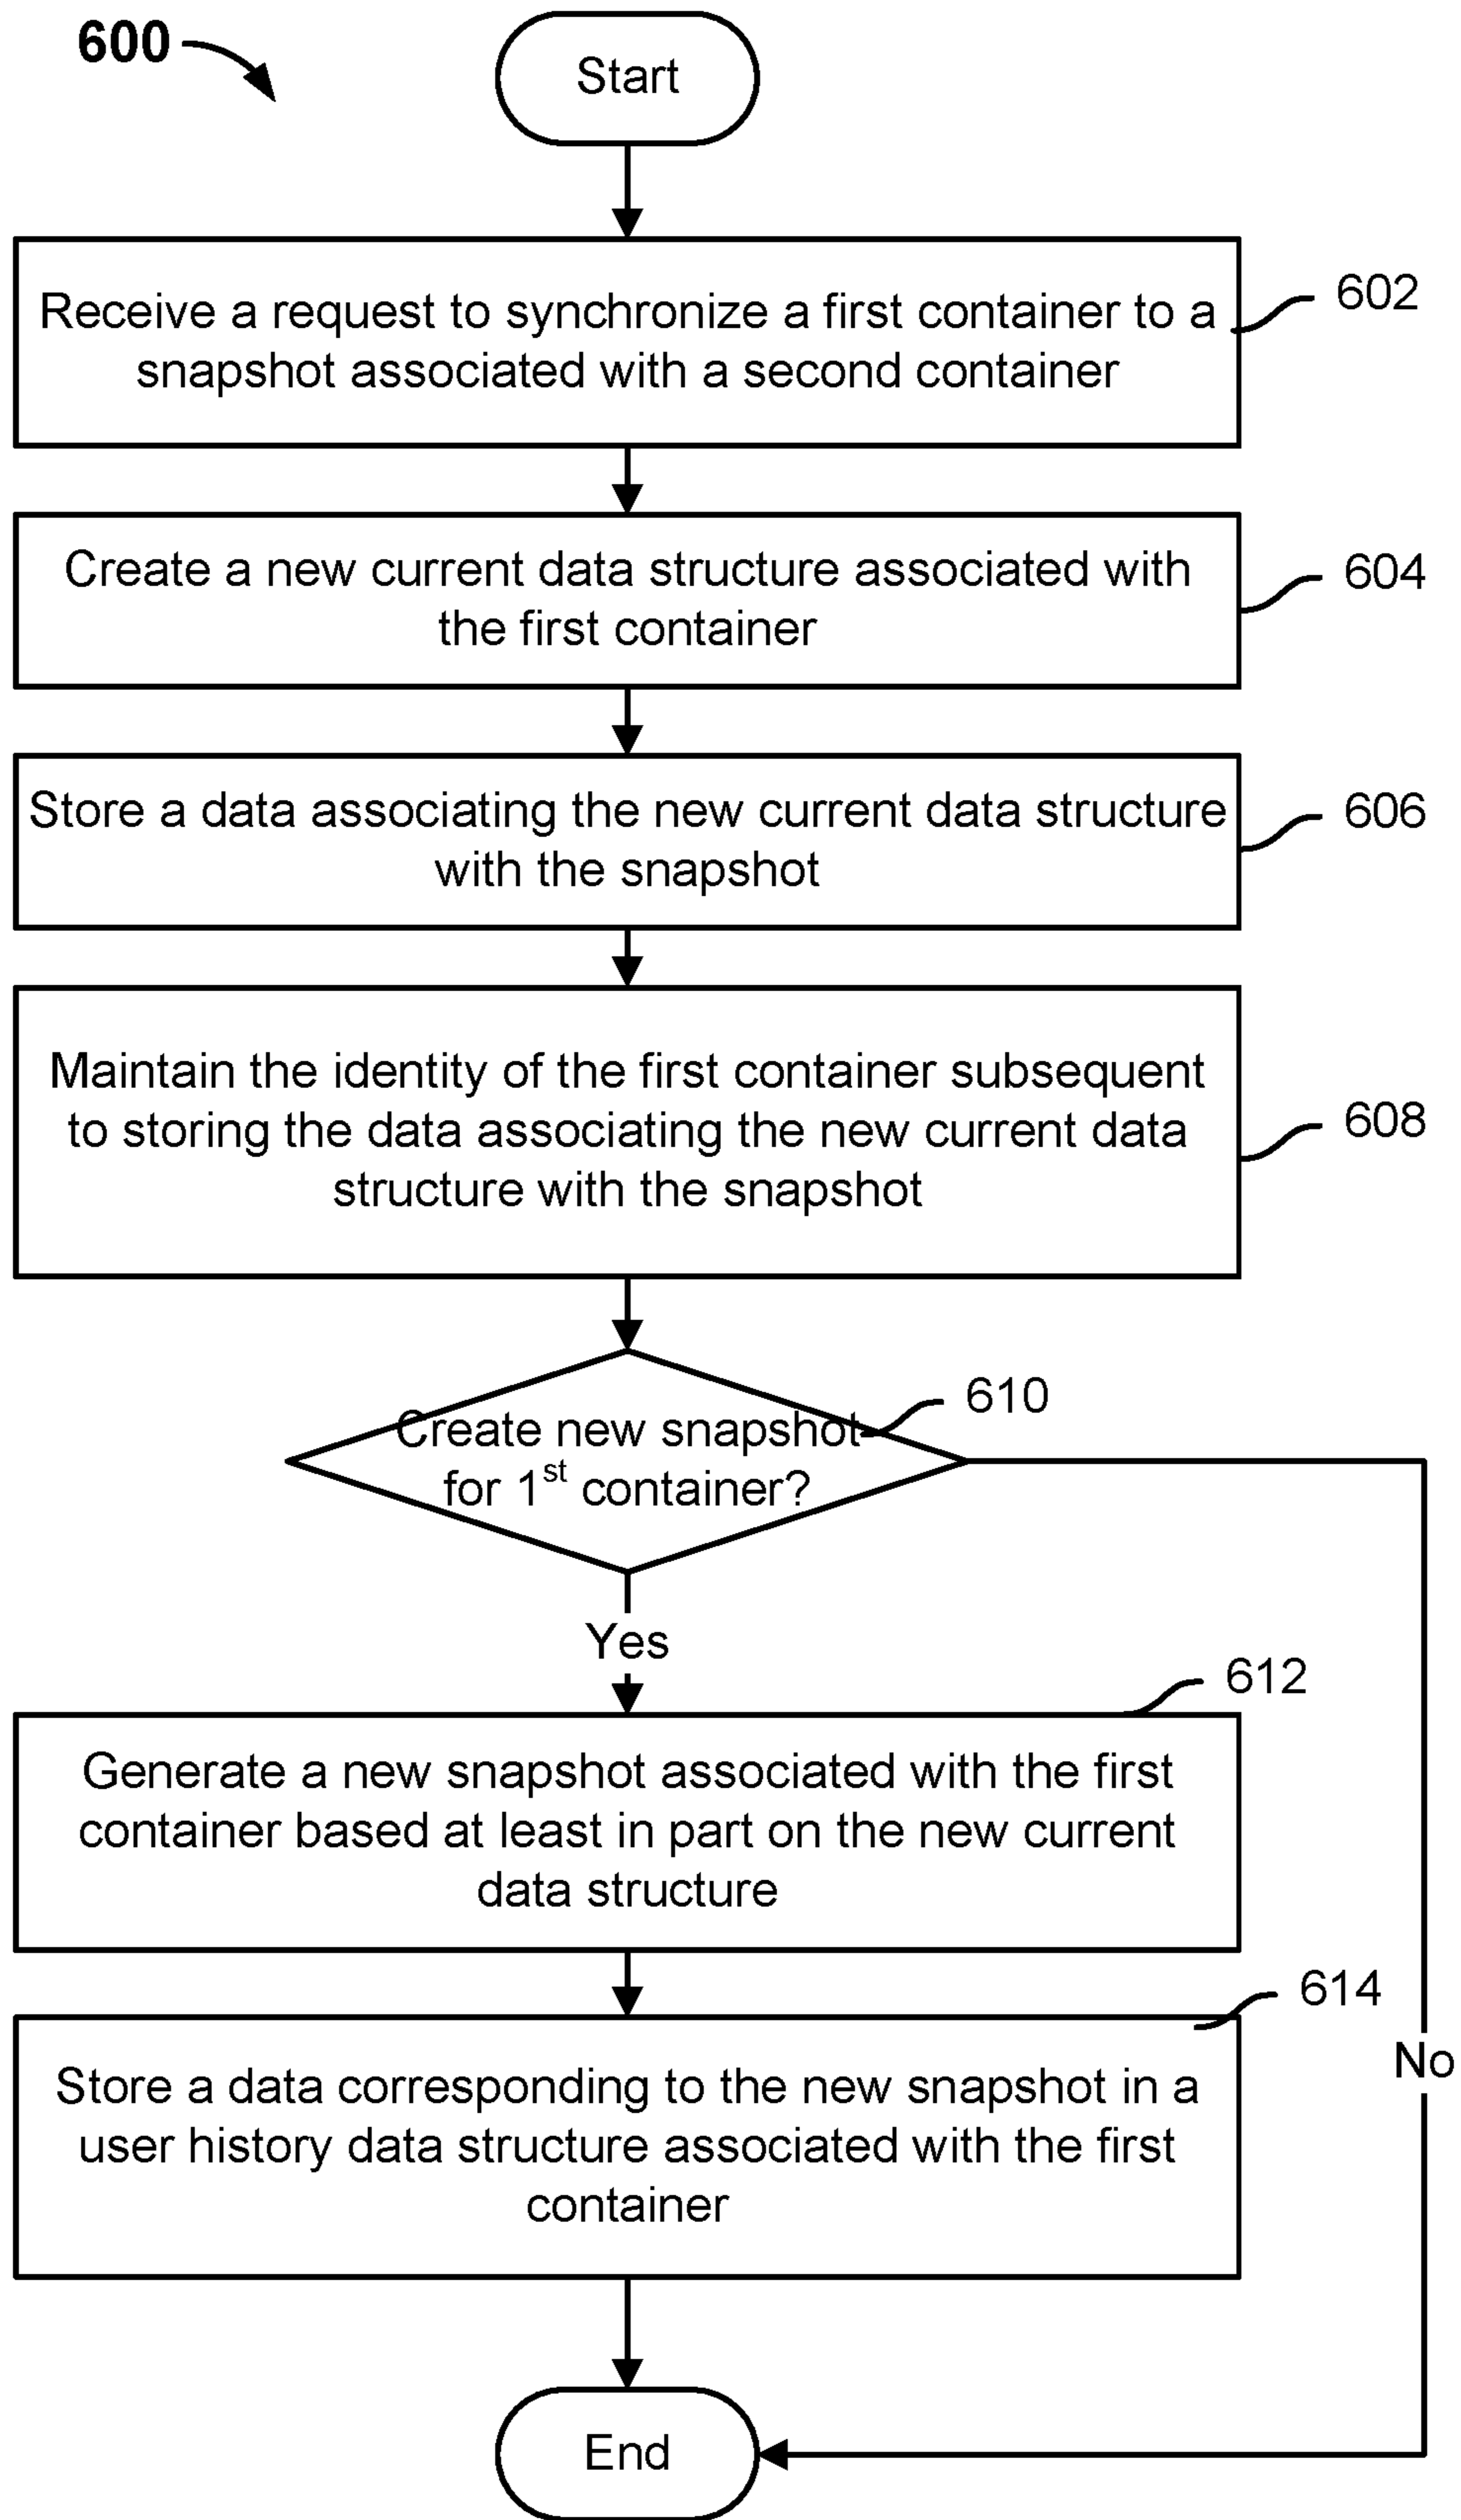 600
Start
Receive a request to synchronize a first container to a
snapshot associated with a second container
602
Create a new current data structure associated with
the first container
604
Store a data associating the new current data structure
with the snapshot
606
Maintain the identity of the first container subsequent
to storing the data associating the new current data
structure with the snapshot
608
Create new snapshot
for 1st container?
610
Yes
612
Generate a new snapshot associated with the first
container based at least in part on the new current
data structure
614
Store a data corresponding to the new snapshot in a
user history data structure associated with the first
container
No
End